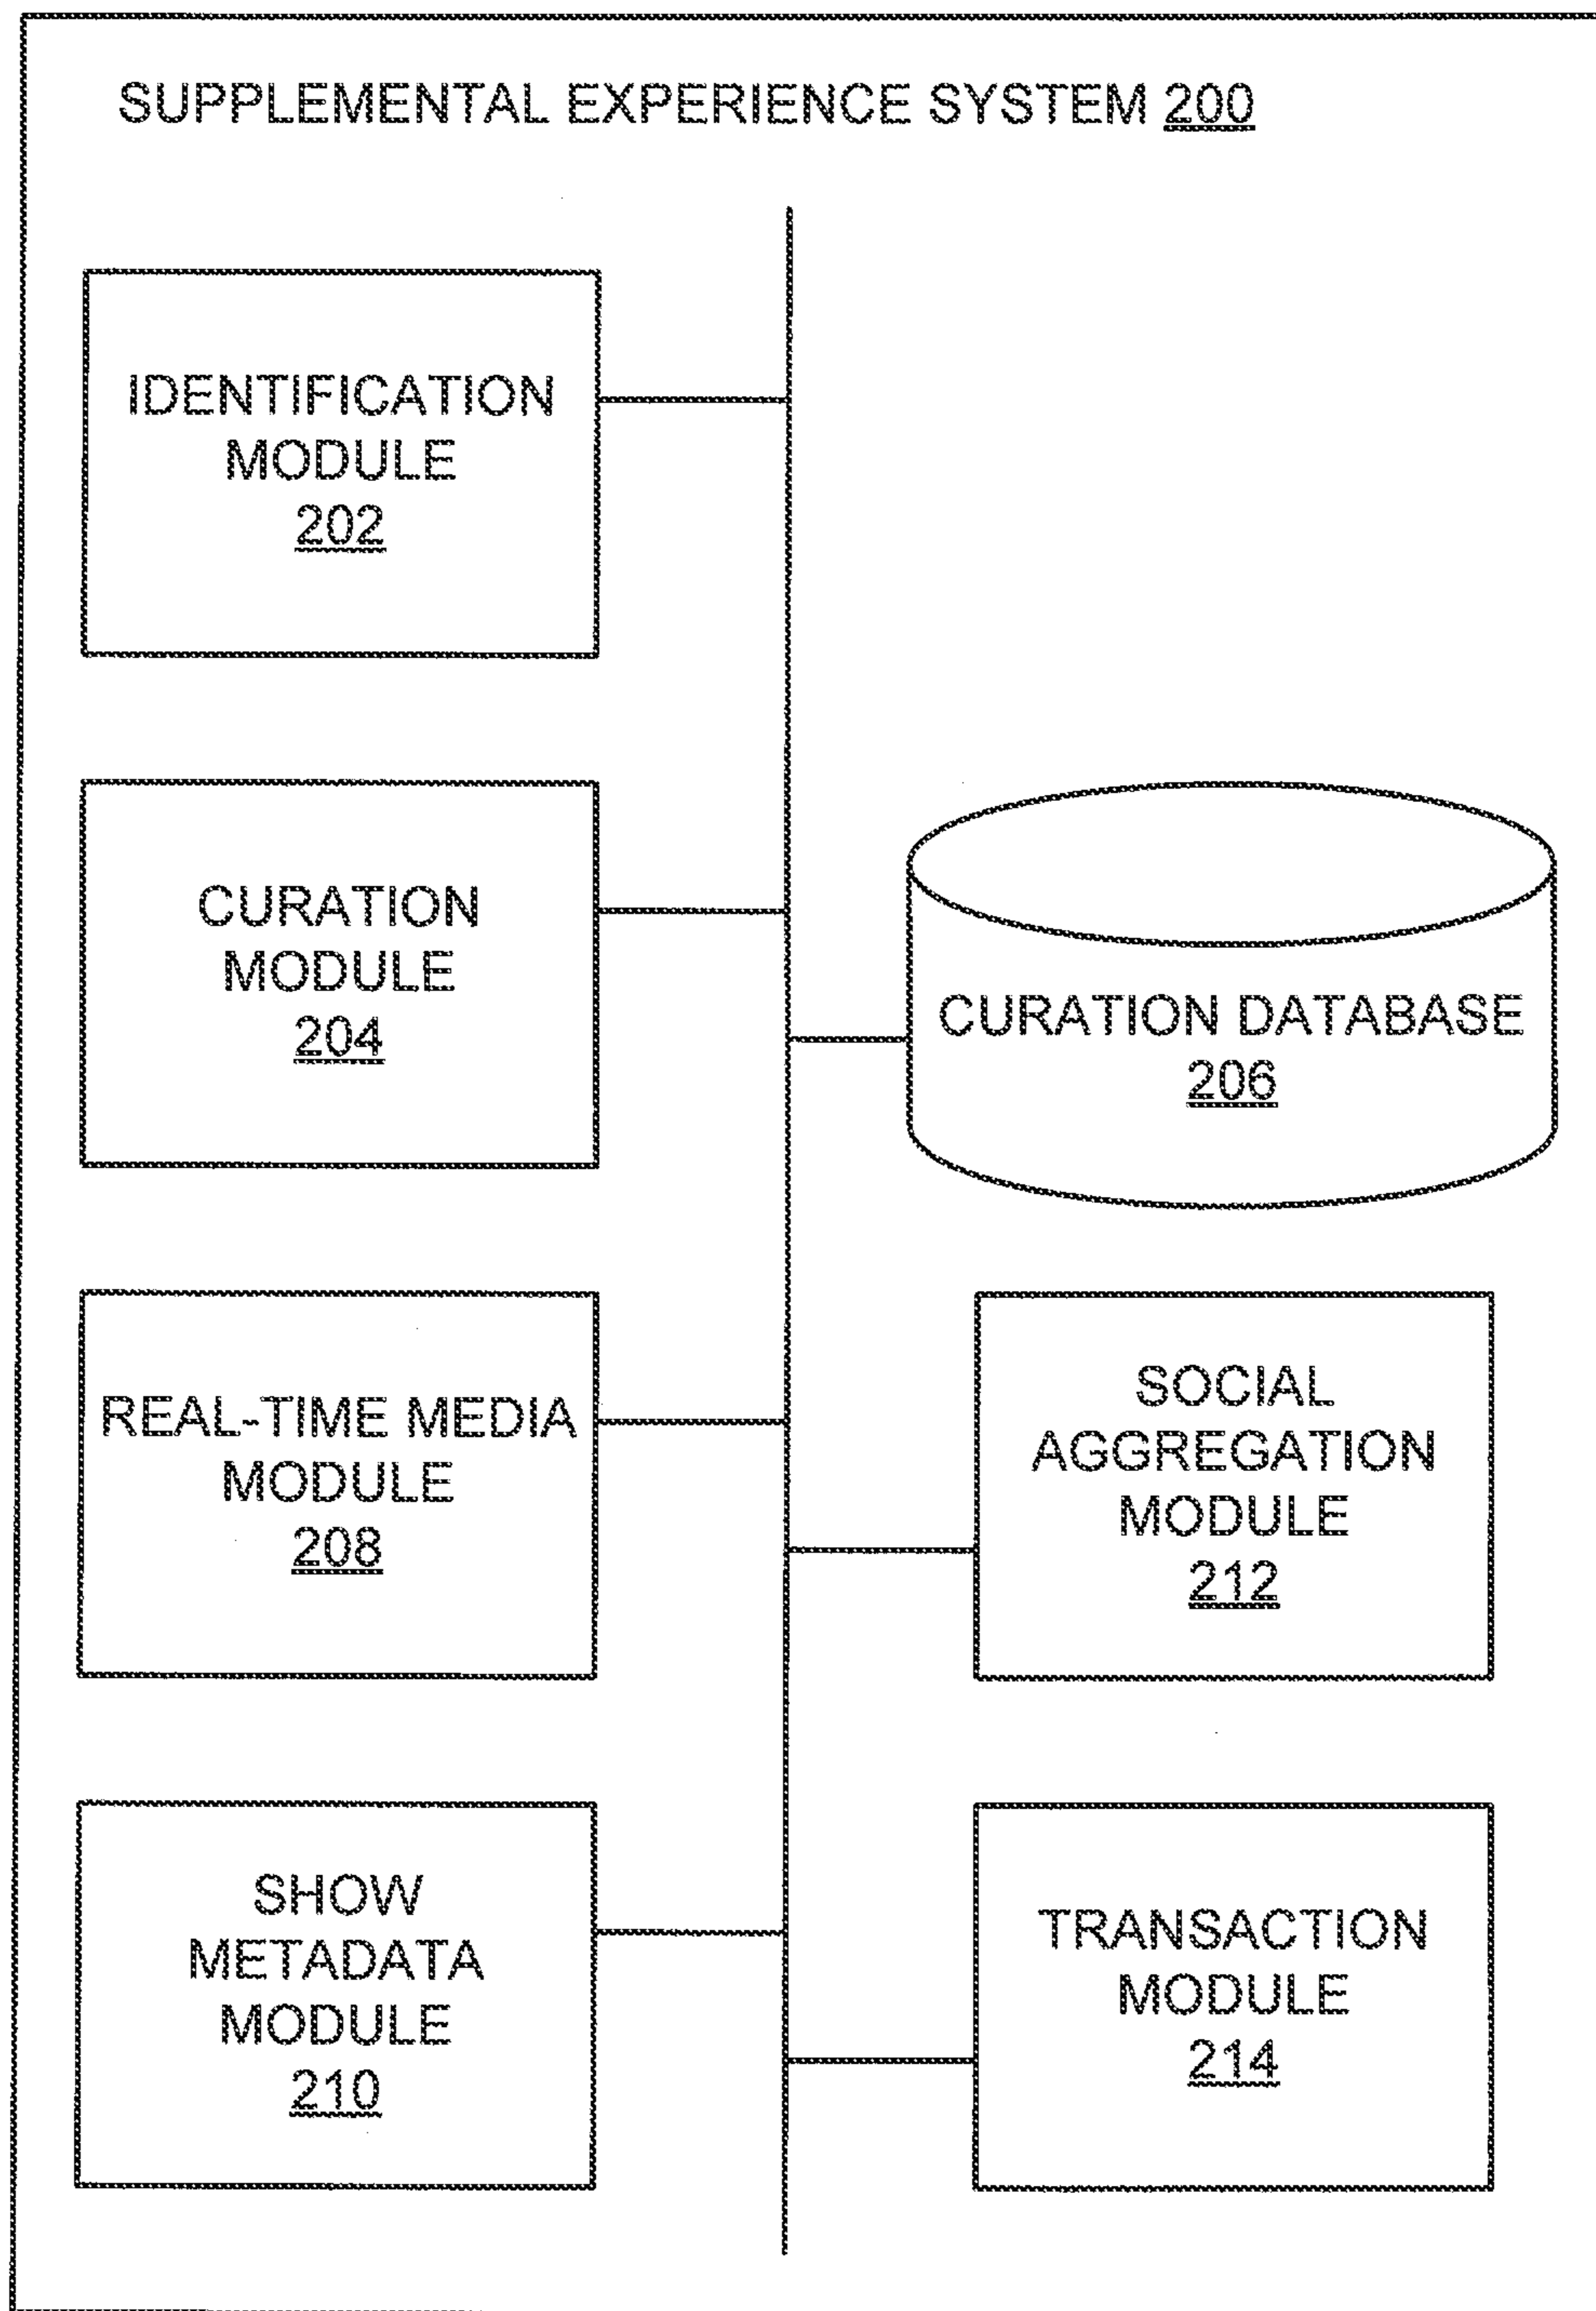 SUPPLEMENTAL EXPERIENCE SYSTEM 200
IDENTIFICATION
MODULE
202
CURATION
MODULE
204
CURATION DATABASE
206
REAL-TIME MEDIA
MODULE
208
SOCIAL
AGGREGATION
MODULE
212
SHOW
METADATA
MODULE
210
TRANSACTION
MODULE
214